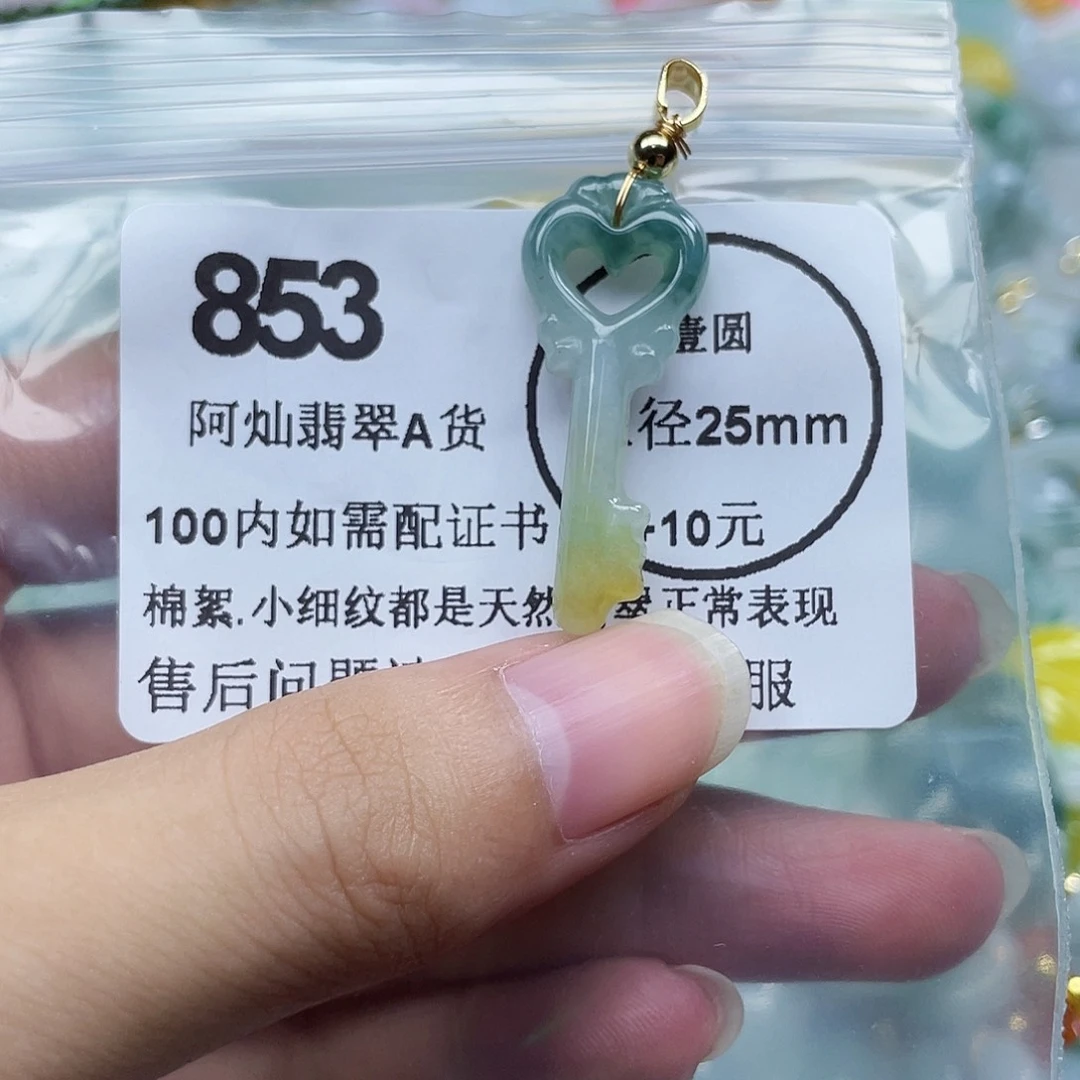 853
壹圆
阿灿翡翠A货
径25mm
100内如需配证书
10元
棉絮.小细纹都是天然 翠正常表现
售后问题 服